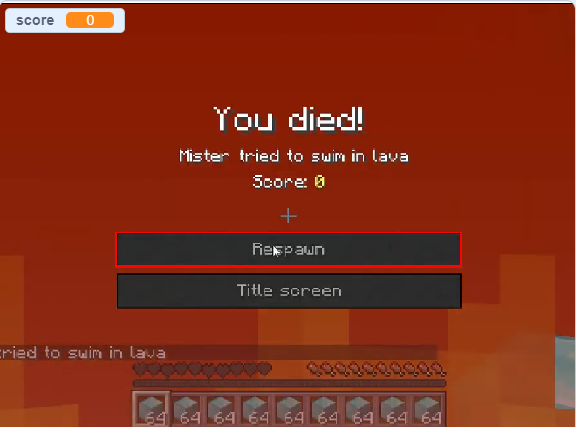 score 0
You died!
Mister tried to swim in lava
Score: 0
Respawn
Title screen
tried to swim in lava
64 64 64 64 64 64 64 64 64